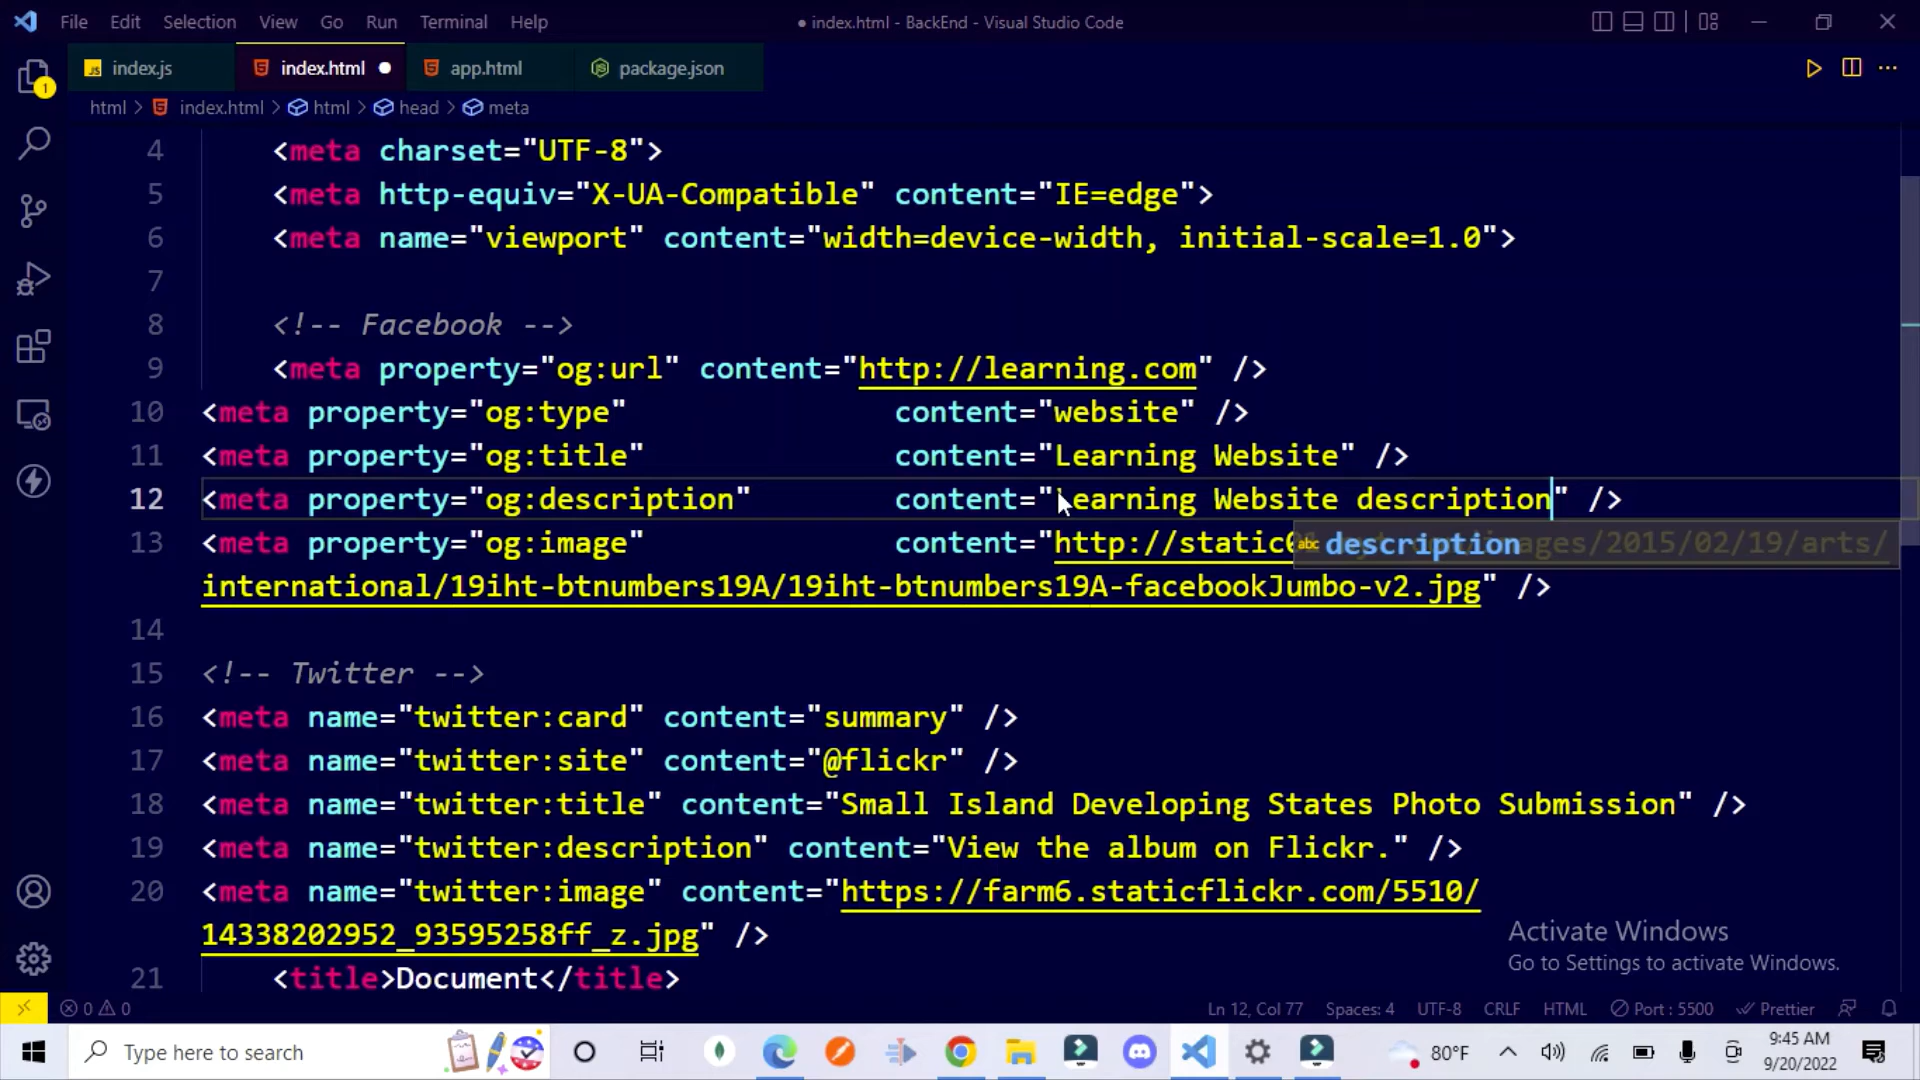 File Edit Selection View Go Run Terminal Help ● index.html - BackEnd - Visual Studio Code
JS index.js index.html ● app.html package.json
html > index.html > html > head > meta
1
4 <meta charset="UTF-8">
5 <meta http-equiv="X-UA-Compatible" content="IE=edge">
6 <meta name="viewport" content="width=device-width, initial-scale=1.0">
7
8 <!-- Facebook -->
9 <meta property="og:url" content="http://learning.com" />
10 <meta property="og:type" content="website" />
11 <meta property="og:title" content="Learning Website" />
12 <meta property="og:description" content="Learning Website description" />
13 <meta property="og:image" content="http://static images/2015/02/19/arts/
abc description
international/19iht-btnumbers19A/19iht-btnumbers19A-facebookJumbo-v2.jpg" />
14
15 <!-- Twitter -->
16 <meta name="twitter:card" content="summary" />
17 <meta name="twitter:site" content="@flickr" />
18 <meta name="twitter:title" content="Small Island Developing States Photo Submission" />
19 <meta name="twitter:description" content="View the album on Flickr." />
20 <meta name="twitter:image" content="https://farm6.staticflickr.com/5510/
14338202952_93595258ff_z.jpg" />
21 <title>Document</title>
Activate Windows
Go to Settings to activate Windows.
0 0 Ln 12, Col 77 Spaces: 4 UTF-8 CRLF HTML Port : 5500 Prettier
Type here to search 80°F 9:45 AM
9/20/2022